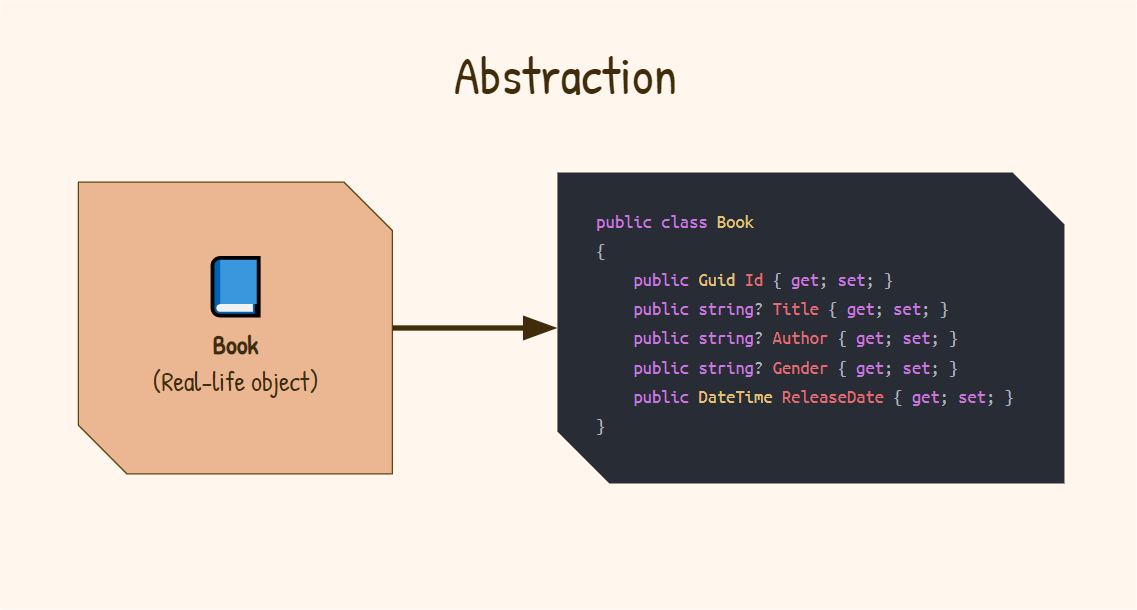 Abstraction
Book
(Real-life object)
public class Book
{
    public Guid Id { get; set; }
    public string? Title { get; set; }
    public string? Author { get; set; }
    public string? Gender { get; set; }
    public DateTime ReleaseDate { get; set; }
}